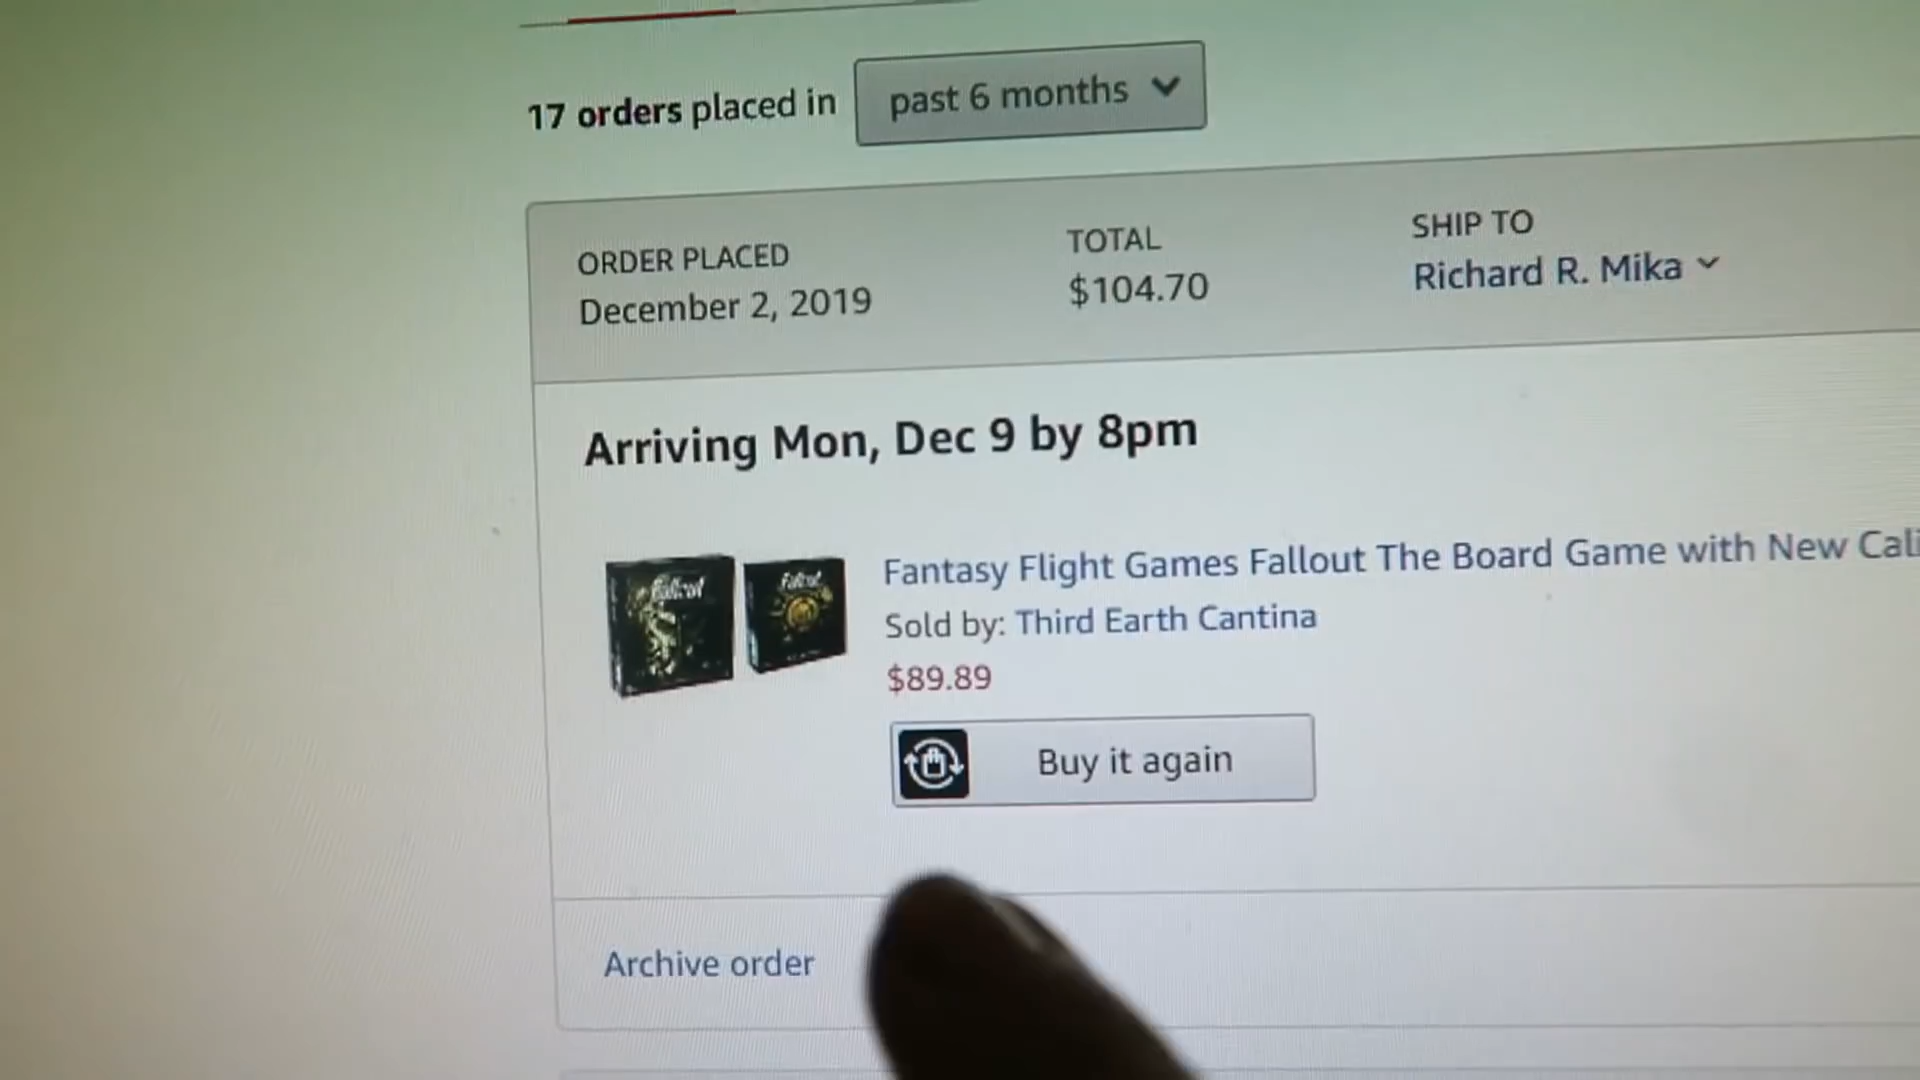 17 orders placed in past 6 months
ORDER PLACED
December 2, 2019
TOTAL
$104.70
SHIP TO
Richard R. Mika
Arriving Mon, Dec 9 by 8pm
Fallout
Fallout
Fantasy Flight Games Fallout The Board Game with New Cali
Sold by: Third Earth Cantina
$89.89
Buy it again
Archive order